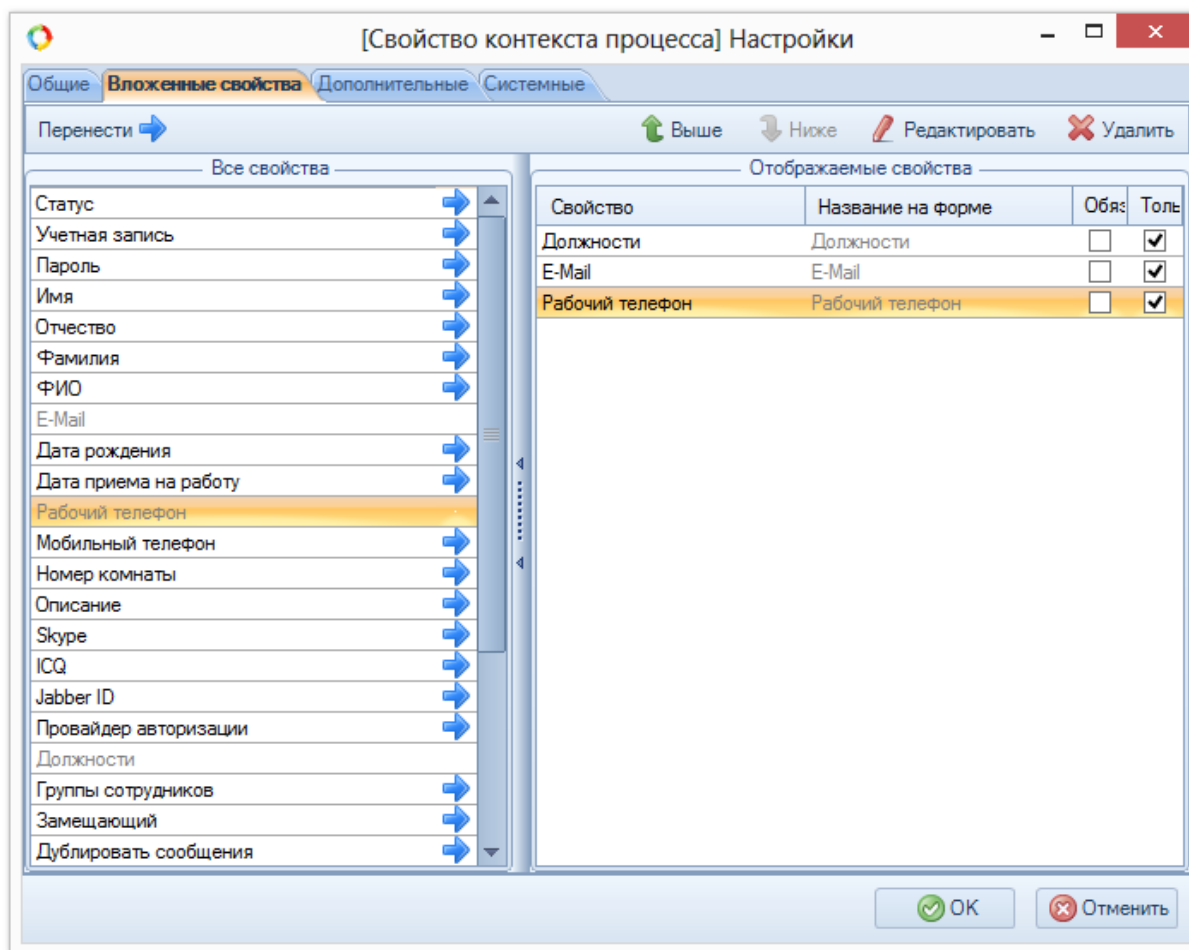 [Свойство контекста процесса] Настройки
Общие Вложенные свойства Дополнительные Системные
Перенести Выше Ниже Редактировать Удалить
Все свойства
Статус
Учетная запись
Пароль
Имя
Отчество
Фамилия
ФИО
E-Mail
Дата рождения
Дата приема на работу
Рабочий телефон
Мобильный телефон
Номер комнаты
Описание
Skype
ICQ
Jabber ID
Провайдер авторизации
Должности
Группы сотрудников
Замещающий
Дублировать сообщения
Отображаемые свойства
Свойство Название на форме Обяз Толь
Должности Должности
E-Mail E-Mail
Рабочий телефон Рабочий телефон
OK Отменить